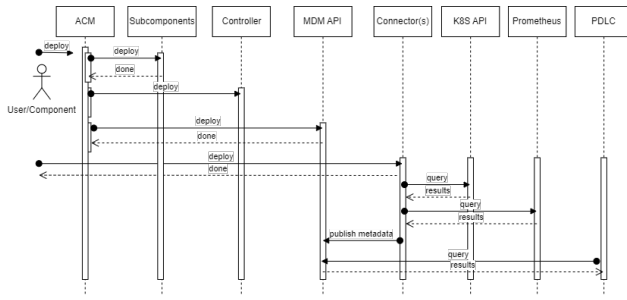 ACM
Subcomponents
Controller
MDM API
Connector(s)
K8S API
Prometheus
PDLC
deploy
deploy
done
User/Component
deploy
deploy
done
deploy
done
query
results
query
results
publish metadata
query
results